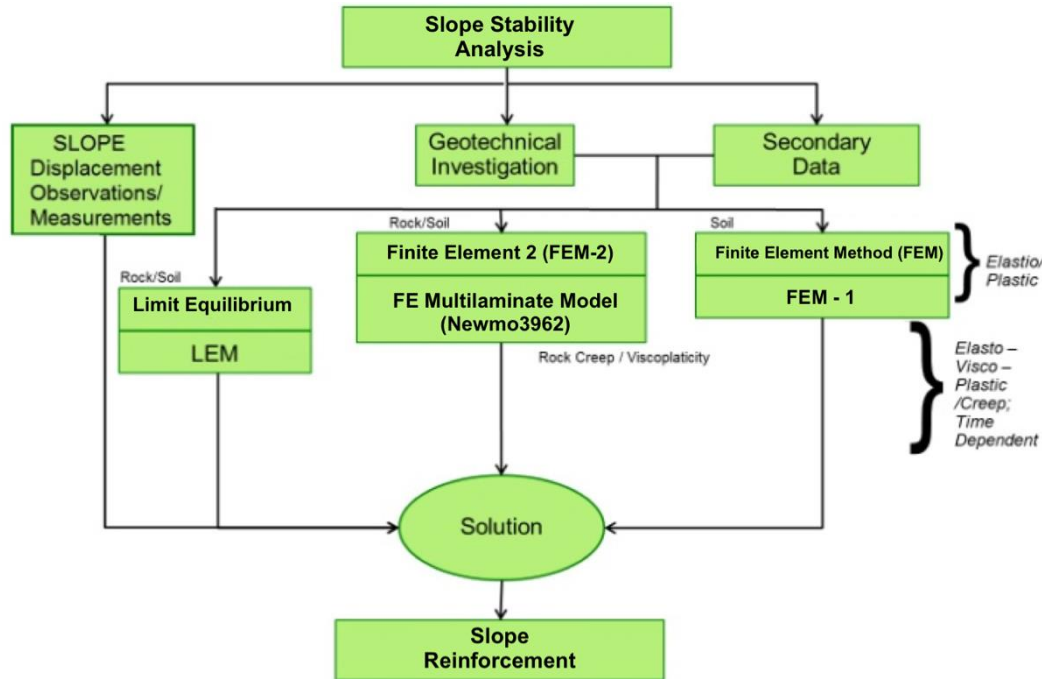 Slope Stability
Analysis
SLOPE
Displacement
Observations/
Measurements
Geotechnical
Investigation
Secondary
Data
Rock/Soil
Limit Equilibrium
LEM
Rock/Soil
Finite Element 2 (FEM-2)
FE Multilaminate Model
(Newmo3962)
Rock Creep / Viscoplaticity
Soil
Finite Element Method (FEM)
FEM - 1
Elastio/
Plastic
Elasto –
Visco –
Plastic
/Creep;
Time
Dependent
Solution
Slope
Reinforcement